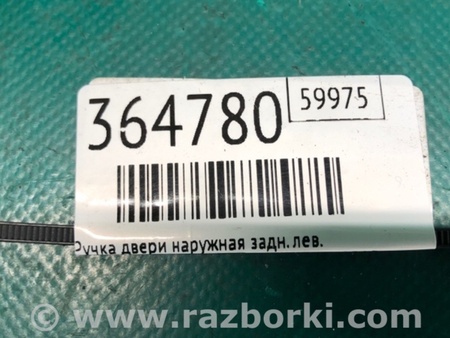 364780
59975
Ручка двери наружная задн.лев.
www.razborki.com